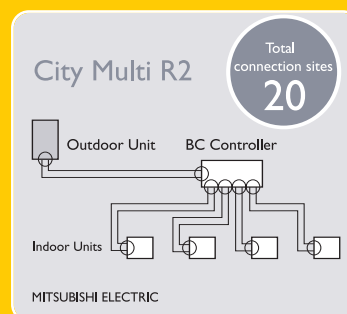 City Multi R2
Total
connection sites
20
Outdoor Unit
BC Controller
Indoor Units
MITSUBISHI ELECTRIC